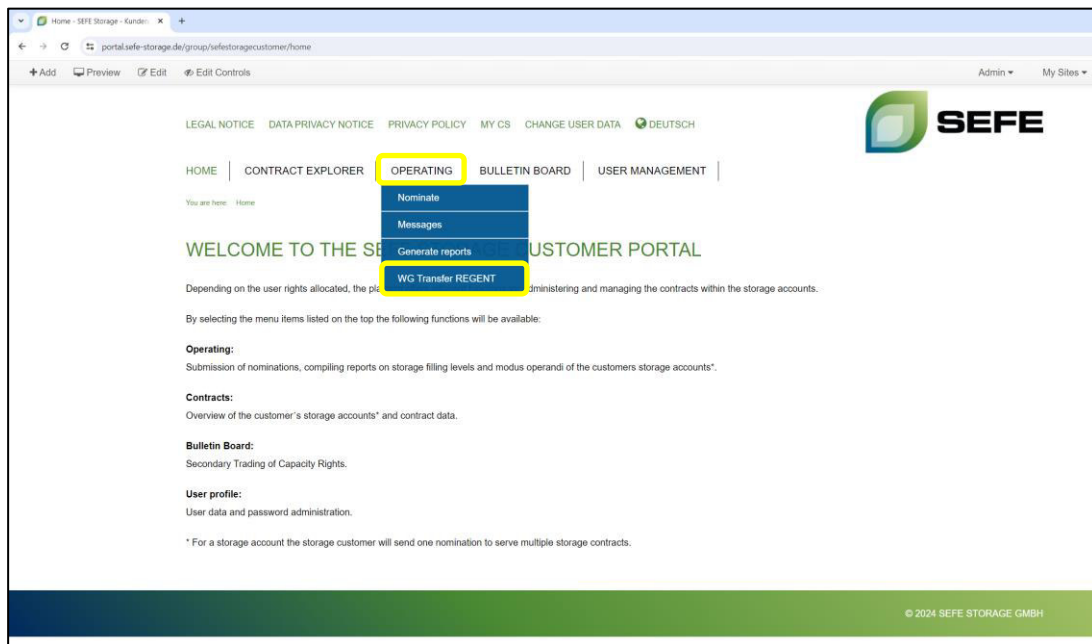 Home - SEFE Storage - Kunden
portal.sefe-storage.de/group/sefestoragecustomer/home
Add Preview Edit Edit Controls Admin My Sites
SEFE
LEGAL NOTICE DATA PRIVACY NOTICE PRIVACY POLICY MY CS CHANGE USER DATA DEUTSCH
HOME CONTRACT EXPLORER OPERATING BULLETIN BOARD USER MANAGEMENT
Nominate
Messages
Generate reports
WG Transfer REGENT
You are here: Home
WELCOME TO THE SE USTOMER PORTAL
Depending on the user rights allocated, the dministering and managing the contracts within the storage accounts.
By selecting the menu items listed on the top the following functions will be available:
Operating:
Submission of nominations, compiling reports on storage filling levels and modus operandi of the customers storage accounts*.
Contracts:
Overview of the customer´s storage accounts* and contract data.
Bulletin Board:
Secondary Trading of Capacity Rights.
User profile:
User data and password administration.
* For a storage account the storage customer will send one nomination to serve multiple storage contracts.
© 2024 SEFE STORAGE GMBH